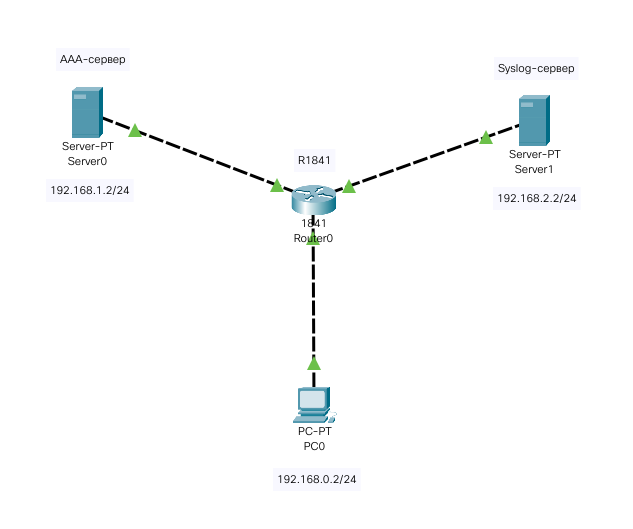 AAA-сервер
Server-PT
Server0
192.168.1.2/24
Syslog-сервер
Server-PT
Server1
192.168.2.2/24
R1841
1841
Router0
PC-PT
PC0
192.168.0.2/24